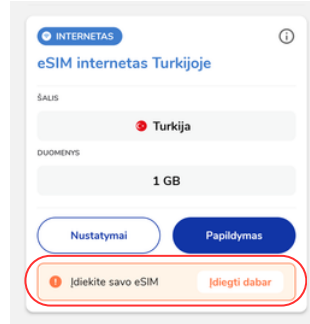 INTERNETAS
eSIM internetas Turkijoje
ŠALIS
Turkija
DUOMENYS
1 GB
Nustatymai Papildymas
Įdiekite savo eSIM Įdiegti dabar